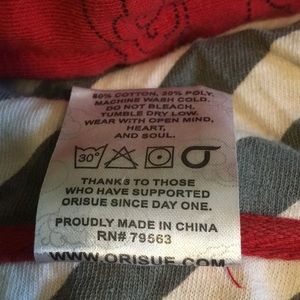 80% COTTON, 20% POLY,
MACHINE WASH COLD.
DO NOT BLEACH,
TUMBLE DRY LOW.
WEAR WITH OPEN MIND,
HEART,
AND SOUL.
30°
THANKS TO THOSE
WHO HAVE SUPPORTED
ORISUE SINCE DAY ONE.
PROUDLY MADE IN CHINA
RN# 79563
WWW.ORISUE.COM